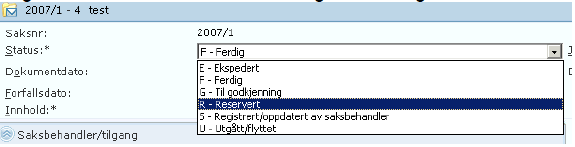 2007/1 - 4 test
Saksnr: 2007/1
Status:* F - Ferdig
E - Ekspedert
Dokumentdato:
F - Ferdig
G - Til godkjenning
Forfallsdato:
R - Reservert
Innhold:*
S - Registrert/oppdatert av saksbehandler
U - Utgått/flyttet
Saksbehandler/tilgang